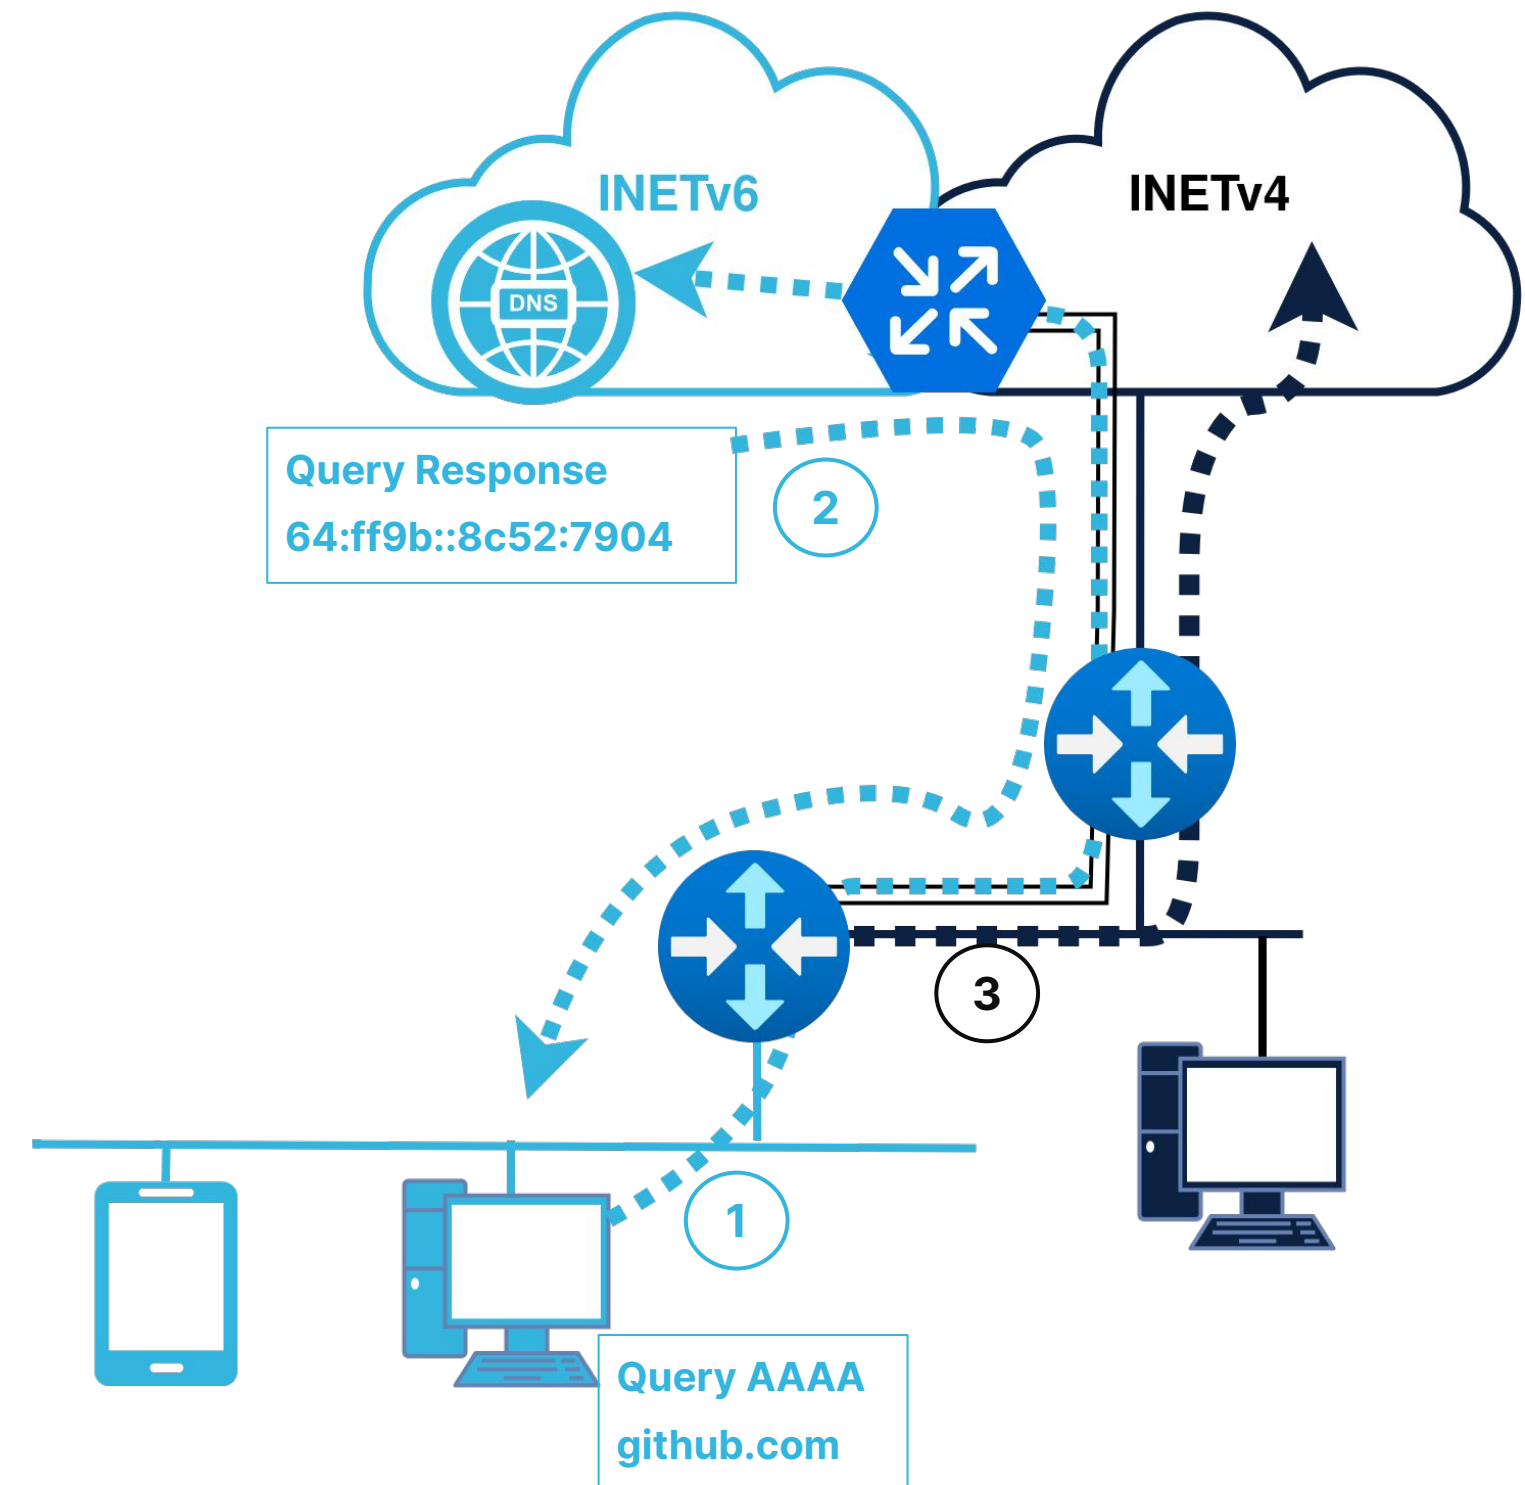 INETv6
INETv4
DNS
Query Response
64:ff9b::8c52:7904
2
3
1
Query AAAA
github.com